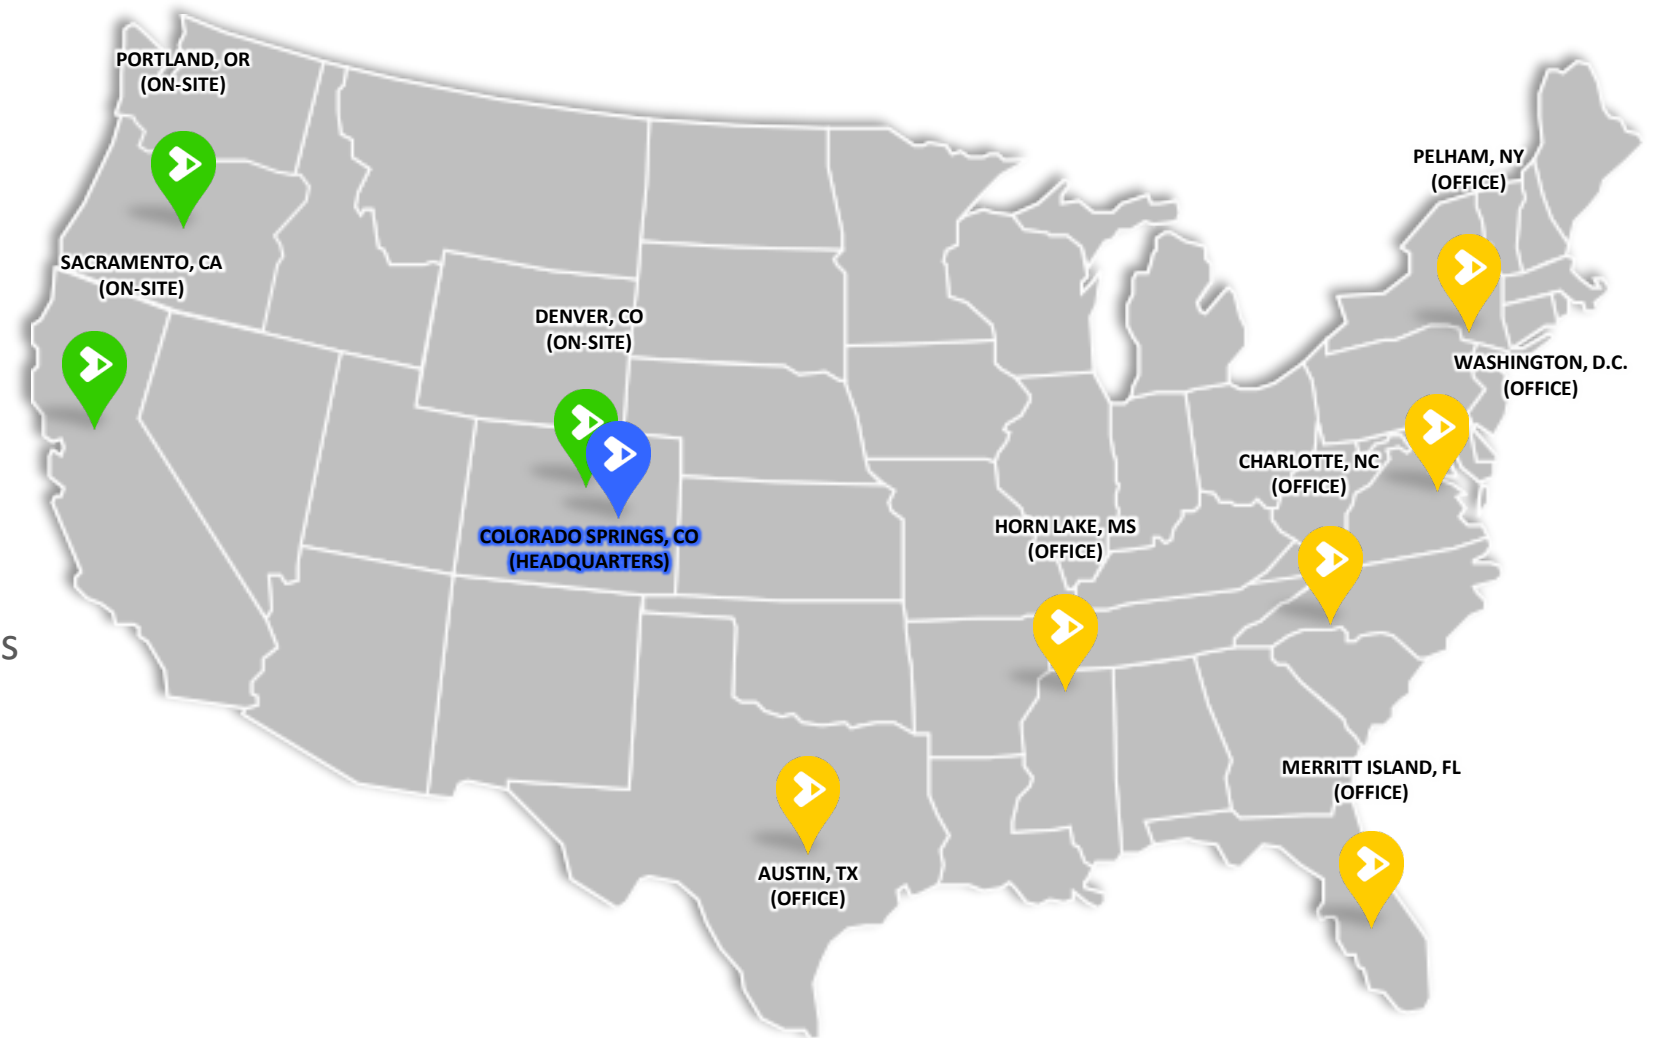 PORTLAND, OR
(ON-SITE)
SACRAMENTO, CA
(ON-SITE)
DENVER, CO
(ON-SITE)
COLORADO SPRINGS, CO
(HEADQUARTERS)
PELHAM, NY
(OFFICE)
WASHINGTON, D.C.
(OFFICE)
CHARLOTTE, NC
(OFFICE)
HORN LAKE, MS
(OFFICE)
MERRITT ISLAND, FL
(OFFICE)
AUSTIN, TX
(OFFICE)
s